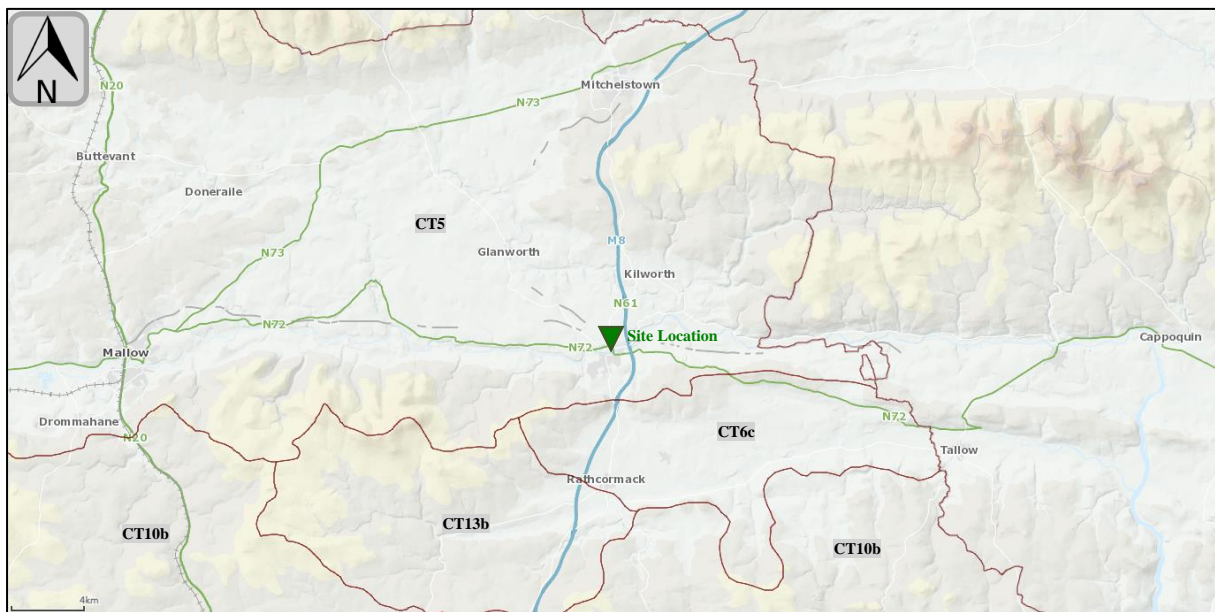 N
N20
Mitchelstown
N73
Buttevant
Doneraile
CT5
Glanworth
N73
M8
Kilworth
N61
N72
Site Location
N72
Mallow
Cappoquin
Drommahane
N20
N72
CT6c
Tallow
Rathcormack
CT10b
CT13b
CT10b
4km